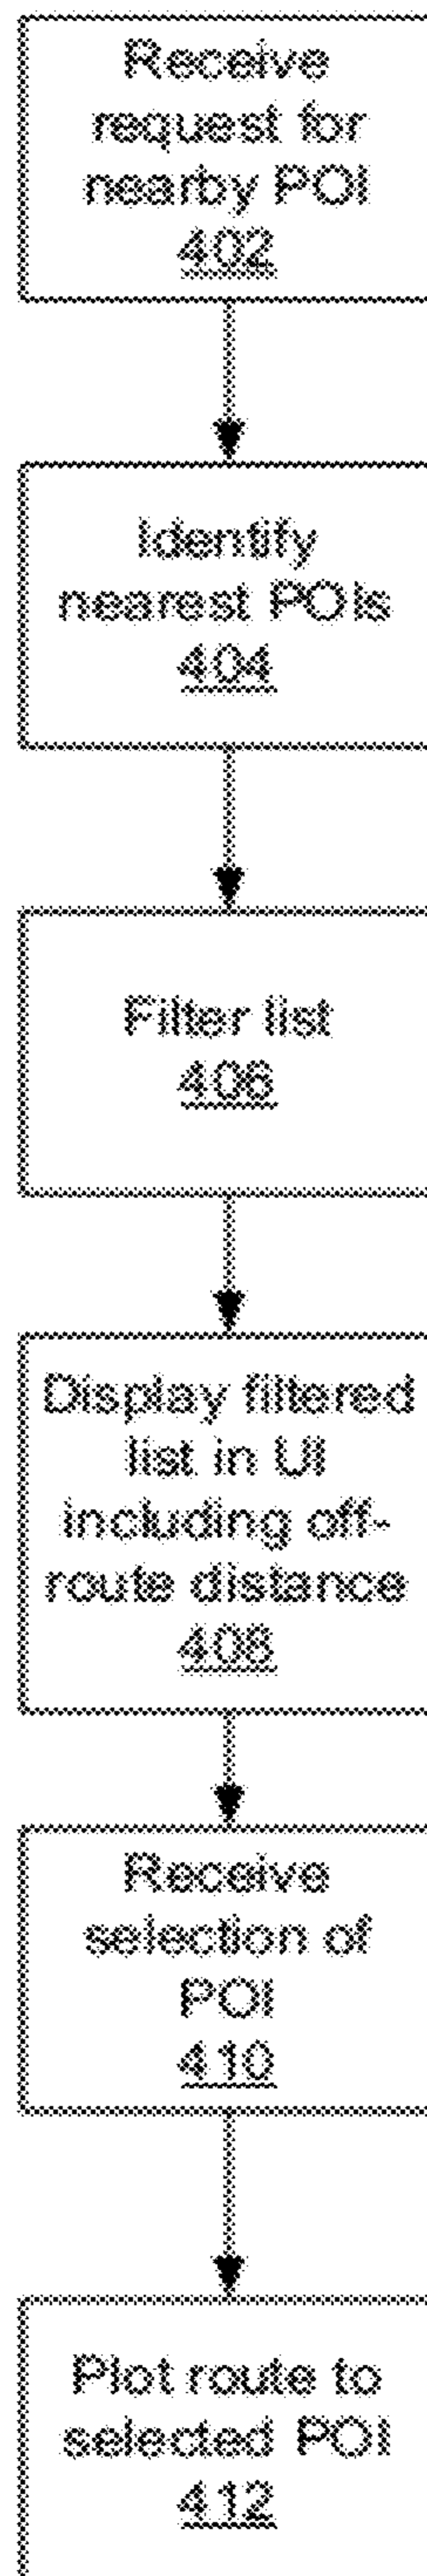 Receive
request for
nearby POI
402
Identify
nearest POIs
404
Filter list
406
Display filtered
list in UI
including off-
route distance
408
Receive
selection of
POI
410
Plot route to
selected POI
412